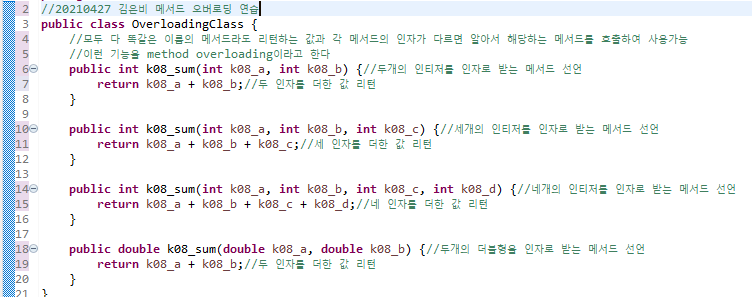 2 //20210427 김은비 메서드 오버로딩 연습
3 public class OverloadingClass {
4 //모두 다 똑같은 이름의 메서드라도 리턴하는 값과 각 메서드의 인자가 다르면 알아서 해당하는 메서드를 호출하여 사용가능
5 //이런 기능을 method overloading이라고 한다
6 public int k08_sum(int k08_a, int k08_b) {//두개의 인티저를 인자로 받는 메서드 선언
7 return k08_a + k08_b;//두 인자를 더한 값 리턴
8 }
9
10 public int k08_sum(int k08_a, int k08_b, int k08_c) {//세개의 인티저를 인자로 받는 메서드 선언
11 return k08_a + k08_b + k08_c;//세 인자를 더한 값 리턴
12 }
13
14 public int k08_sum(int k08_a, int k08_b, int k08_c, int k08_d) {//네개의 인티저를 인자로 받는 메서드 선언
15 return k08_a + k08_b + k08_c + k08_d;//네 인자를 더한 값 리턴
16 }
17
18 public double k08_sum(double k08_a, double k08_b) {//두개의 더블형을 인자로 받는 메서드 선언
19 return k08_a + k08_b;//두 인자를 더한 값 리턴
20 }
21 }